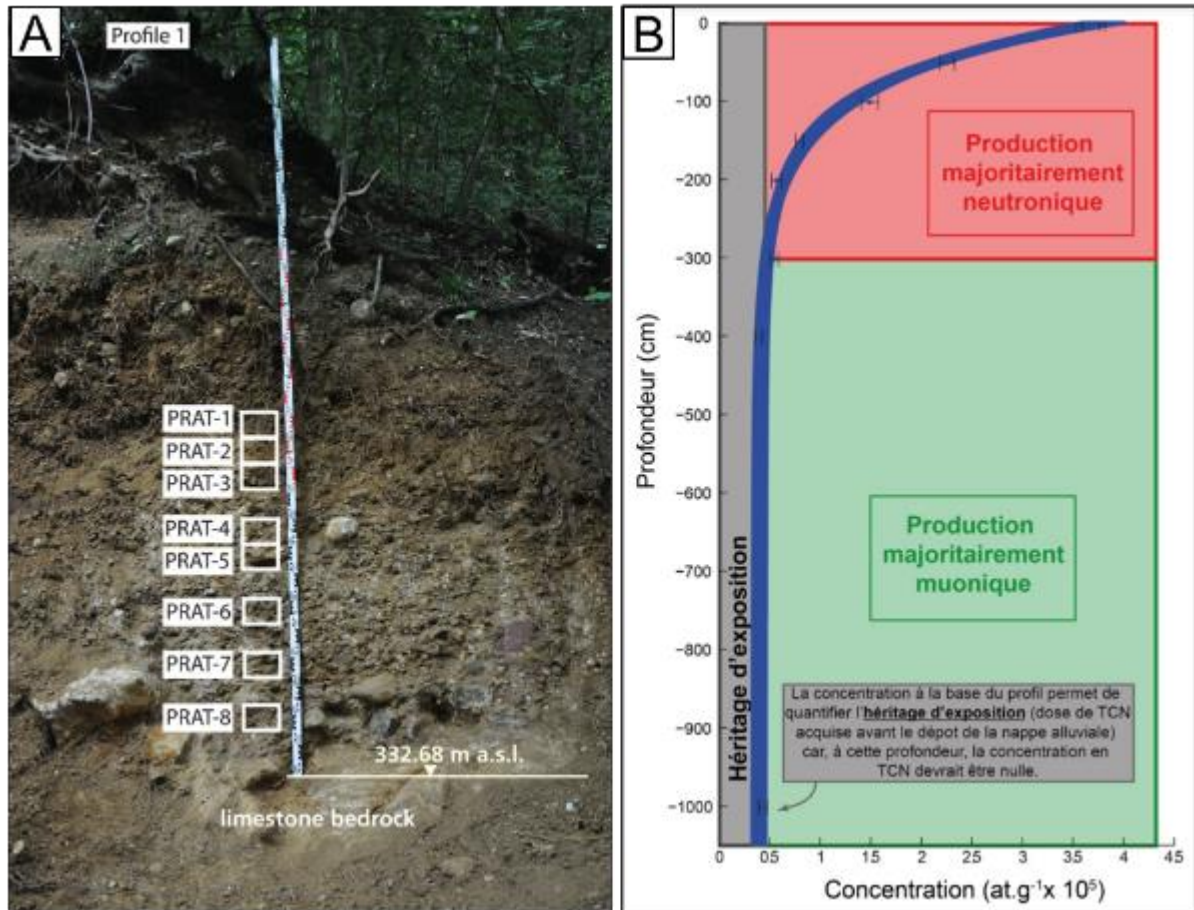 A
Profile 1
PRAT-1
PRAT-2
PRAT-3
PRAT-4
PRAT-5
PRAT-6
PRAT-7
PRAT-8
332.68 m a.s.l.
limestone bedrock
B
Profondeur (cm)
0
-100
-200
-300
-400
-500
-600
-700
-800
-900
-1000
Production
majoritairement
neutronique
Production
majoritairement
muonique
Héritage d'exposition
La concentration à la base du profil permet de
quantifier l'héritage d'exposition (dose de TCN
acquise avant le dépot de la nappe alluviale)
car, à cette profondeur, la concentration en
TCN devrait être nulle.
0 0.5 1 1.5 2 2.5 3 3.5 4 4.5
Concentration (at.g⁻¹x 10⁵)